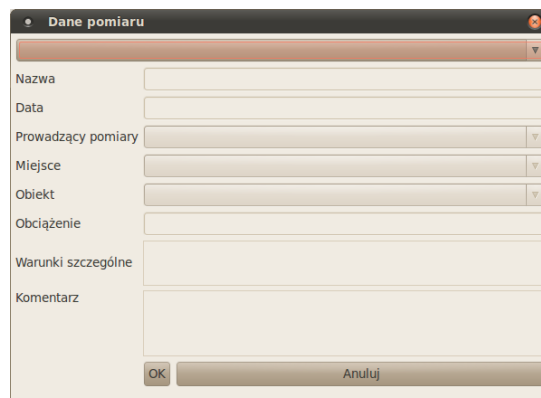 Dane pomiaru
Nazwa
Data
Prowadzący pomiary
Miejsce
Obiekt
Obciążenie
Warunki szczególne
Komentarz
OK Anuluj